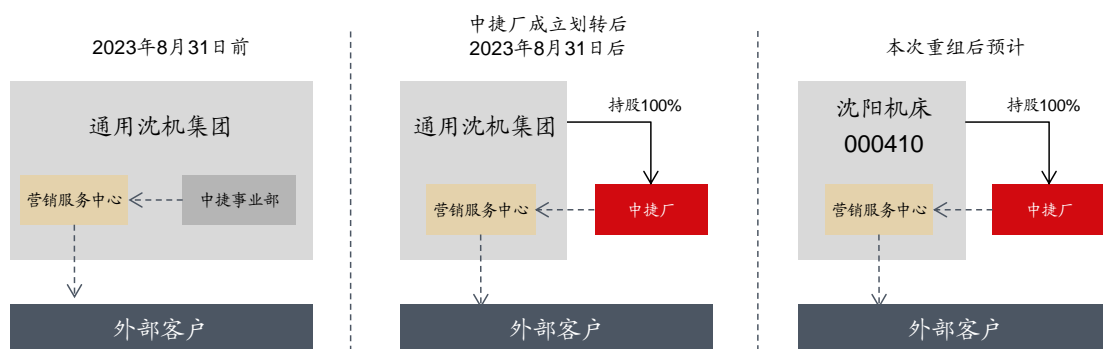 2023年8月31日前
通用沈机集团
营销服务中心
中捷事业部
外部客户
中捷厂成立划转后
2023年8月31日后
通用沈机集团
持股100%
营销服务中心
中捷厂
外部客户
本次重组后预计
沈阳机床
000410
持股100%
营销服务中心
中捷厂
外部客户